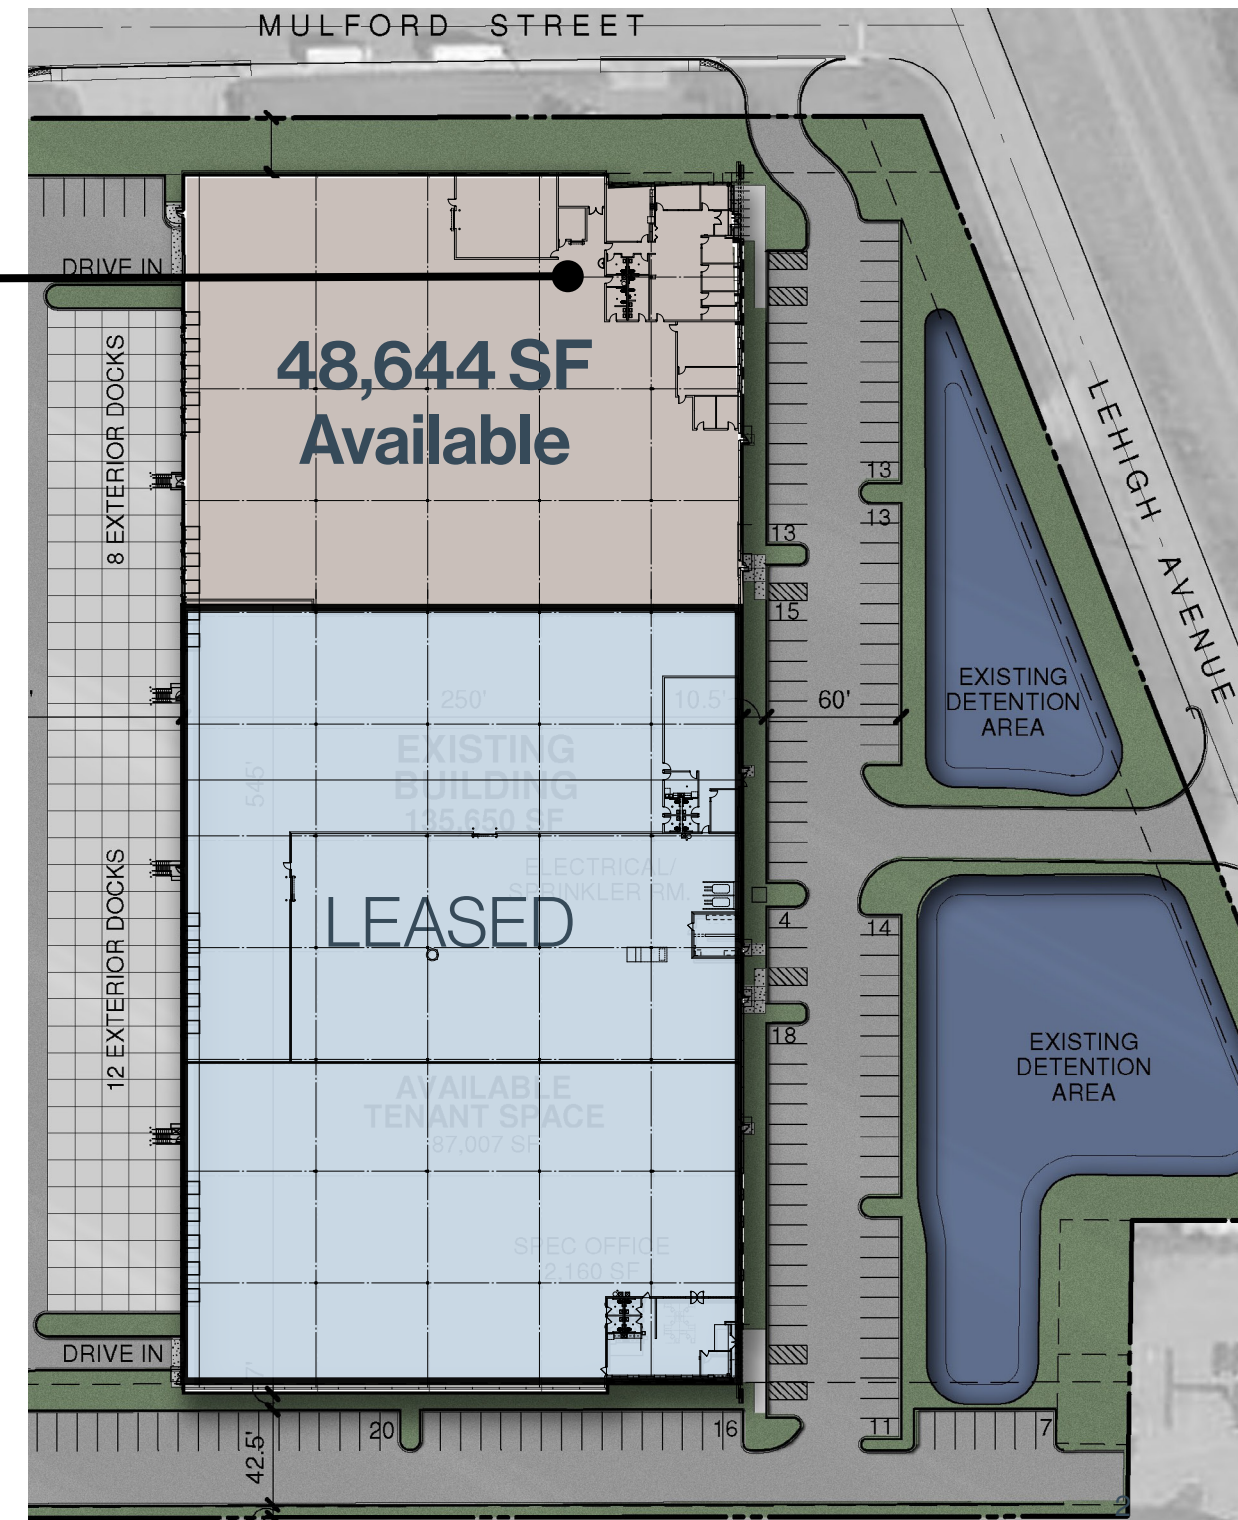 MULFORD STREET
DRIVE IN
8 EXTERIOR DOCKS
48,644 SF
Available
LEHIGH AVENUE
13
13
13
15
250'
10.5'
60'
545'
EXISTING
BUILDING
135,650 SF
EXISTING
DETENTION
AREA
ELECTRICAL/
SPRINKLER RM.
LEASED
12 EXTERIOR DOCKS
4
14
18
EXISTING
DETENTION
AREA
AVAILABLE
TENANT SPACE
87,007 SF
SPEC OFFICE
2,160 SF
DRIVE IN
7'
20
16
11
7
42.5'
2